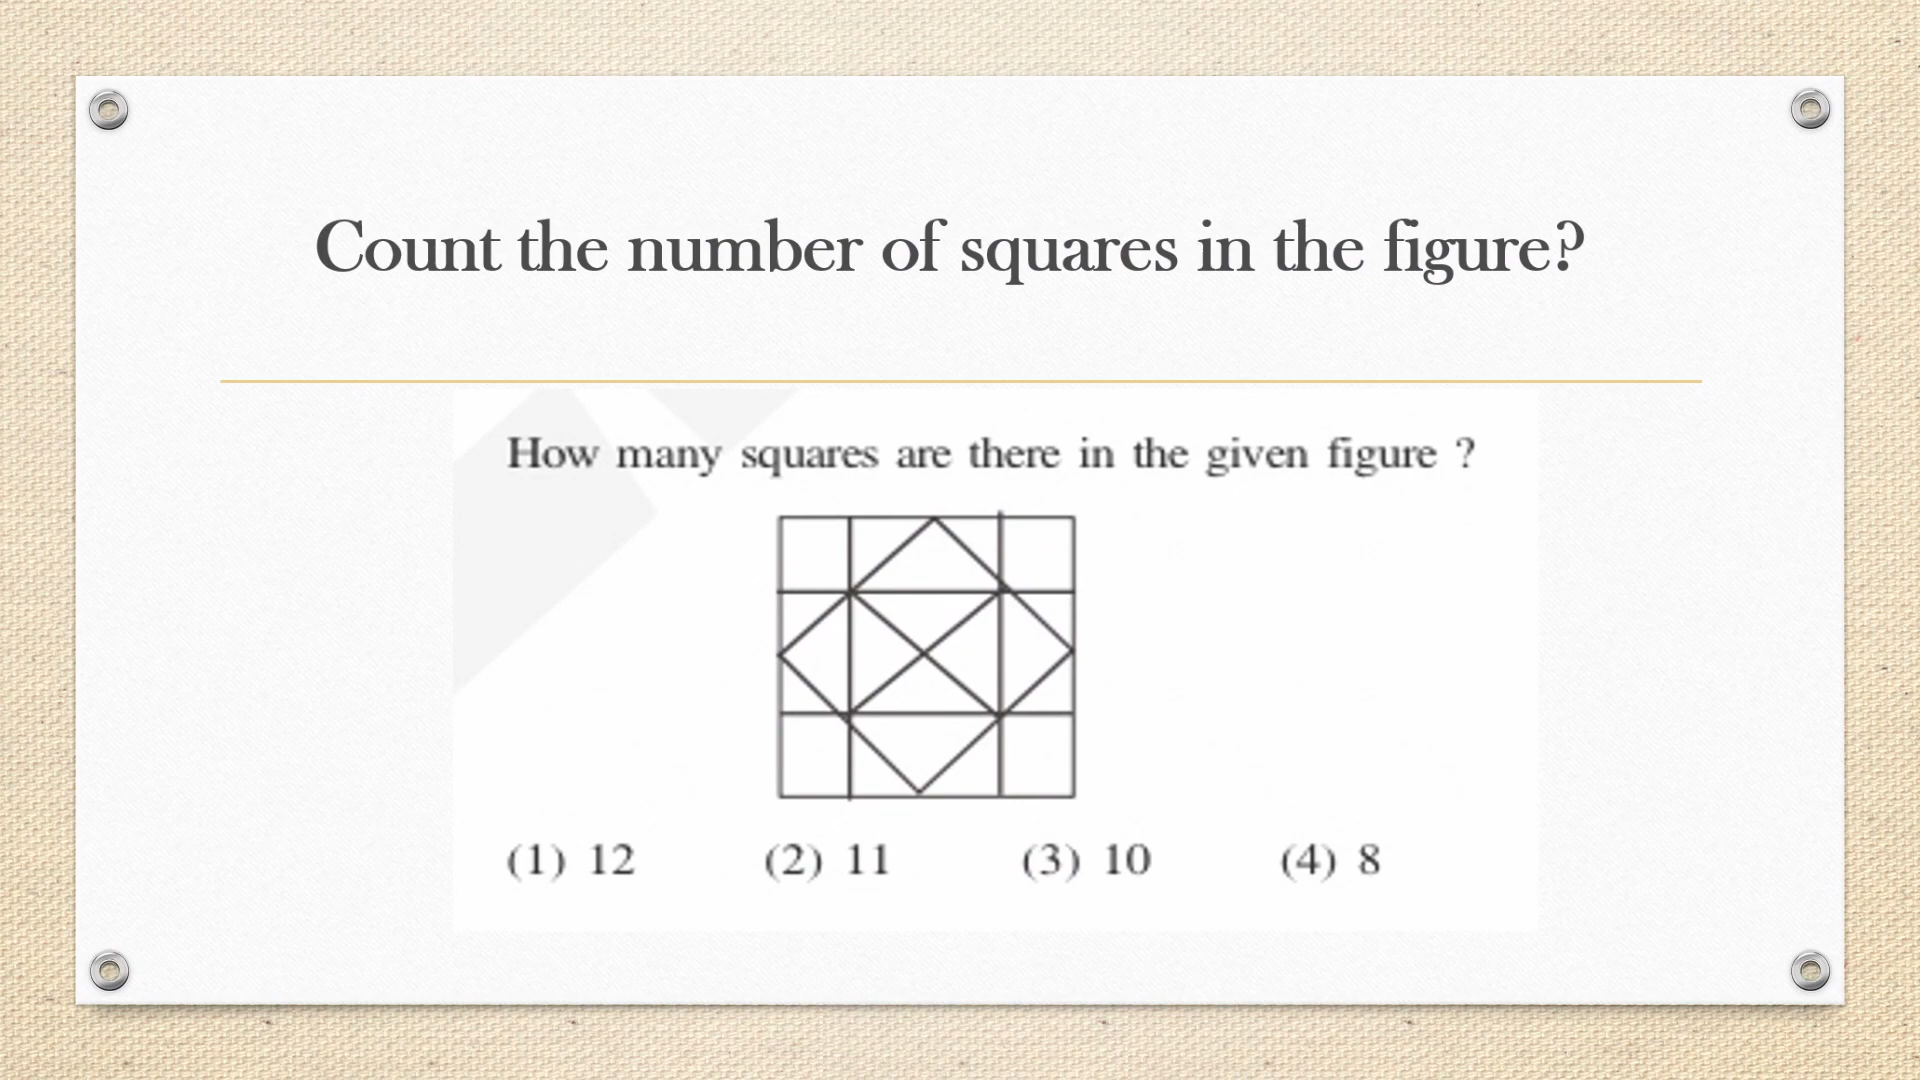 Count the number of squares in the figure?
How many squares are there in the given figure ?
(1) 12 (2) 11 (3) 10 (4) 8